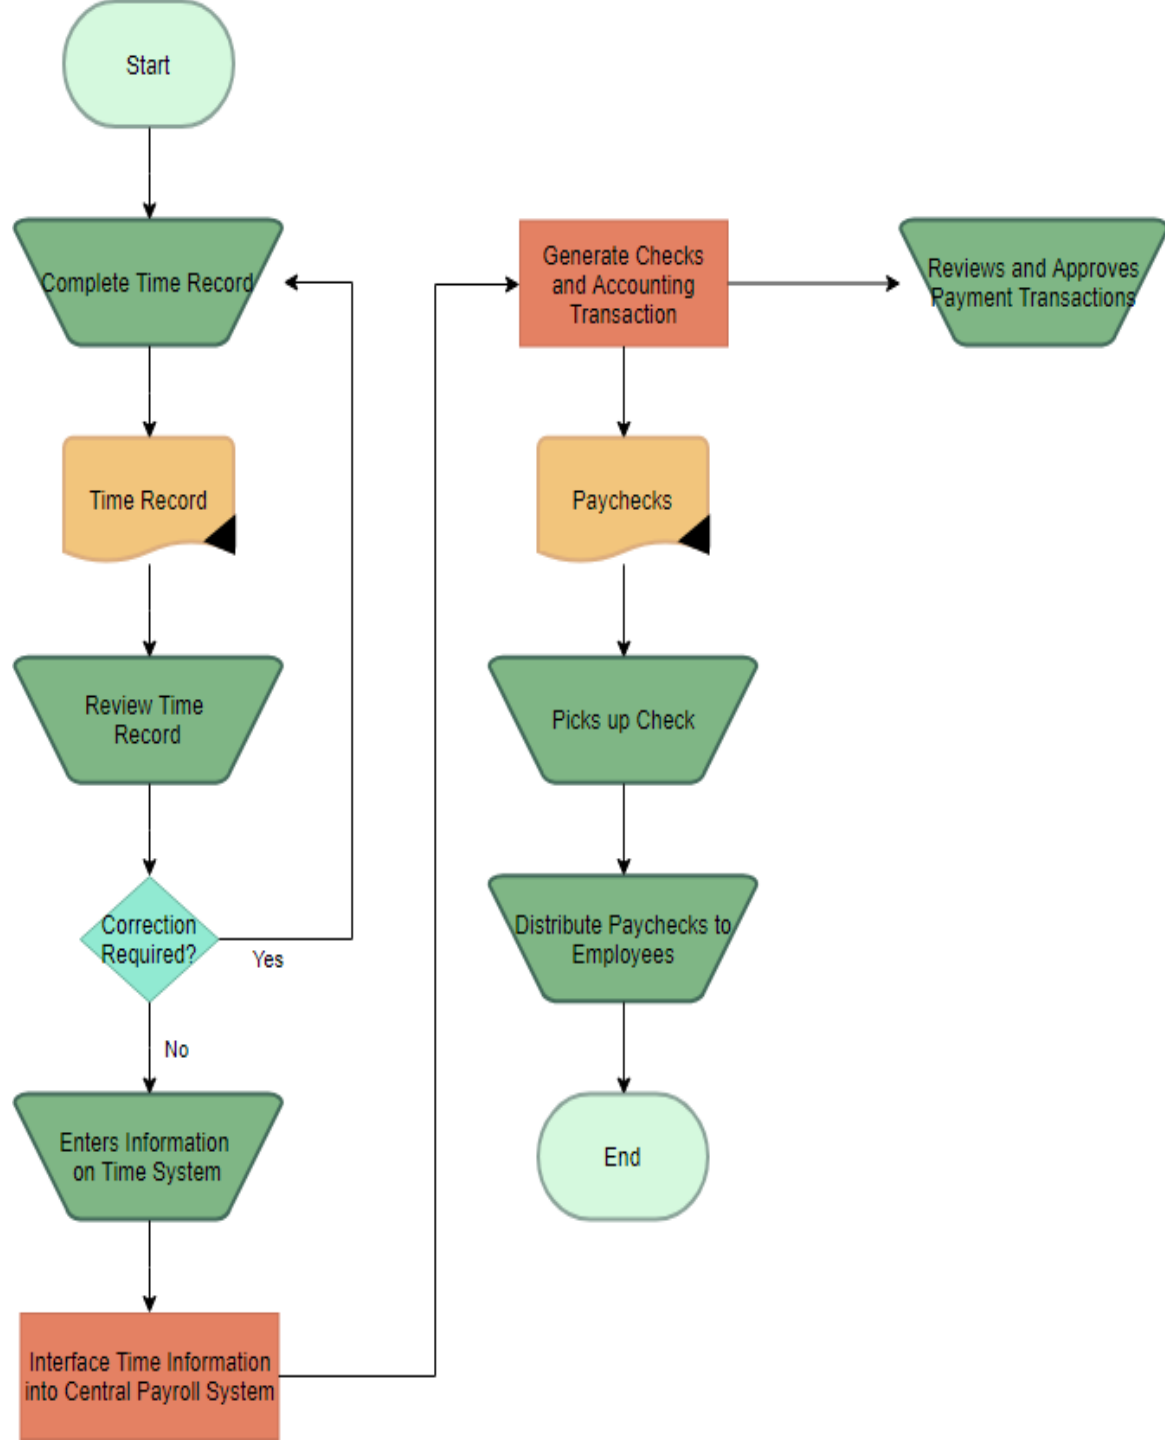 Start
Complete Time Record
Time Record
Review Time
Record
Correction
Required?
Yes
No
Enters Information
on Time System
Interface Time Information
into Central Payroll System
Generate Checks
and Accounting
Transaction
Reviews and Approves
Payment Transactions
Paychecks
Picks up Check
Distribute Paychecks to
Employees
End